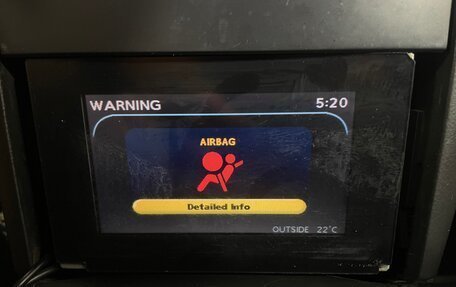 WARNING 5:20
AIRBAG
Detailed Info
OUTSIDE 22°C